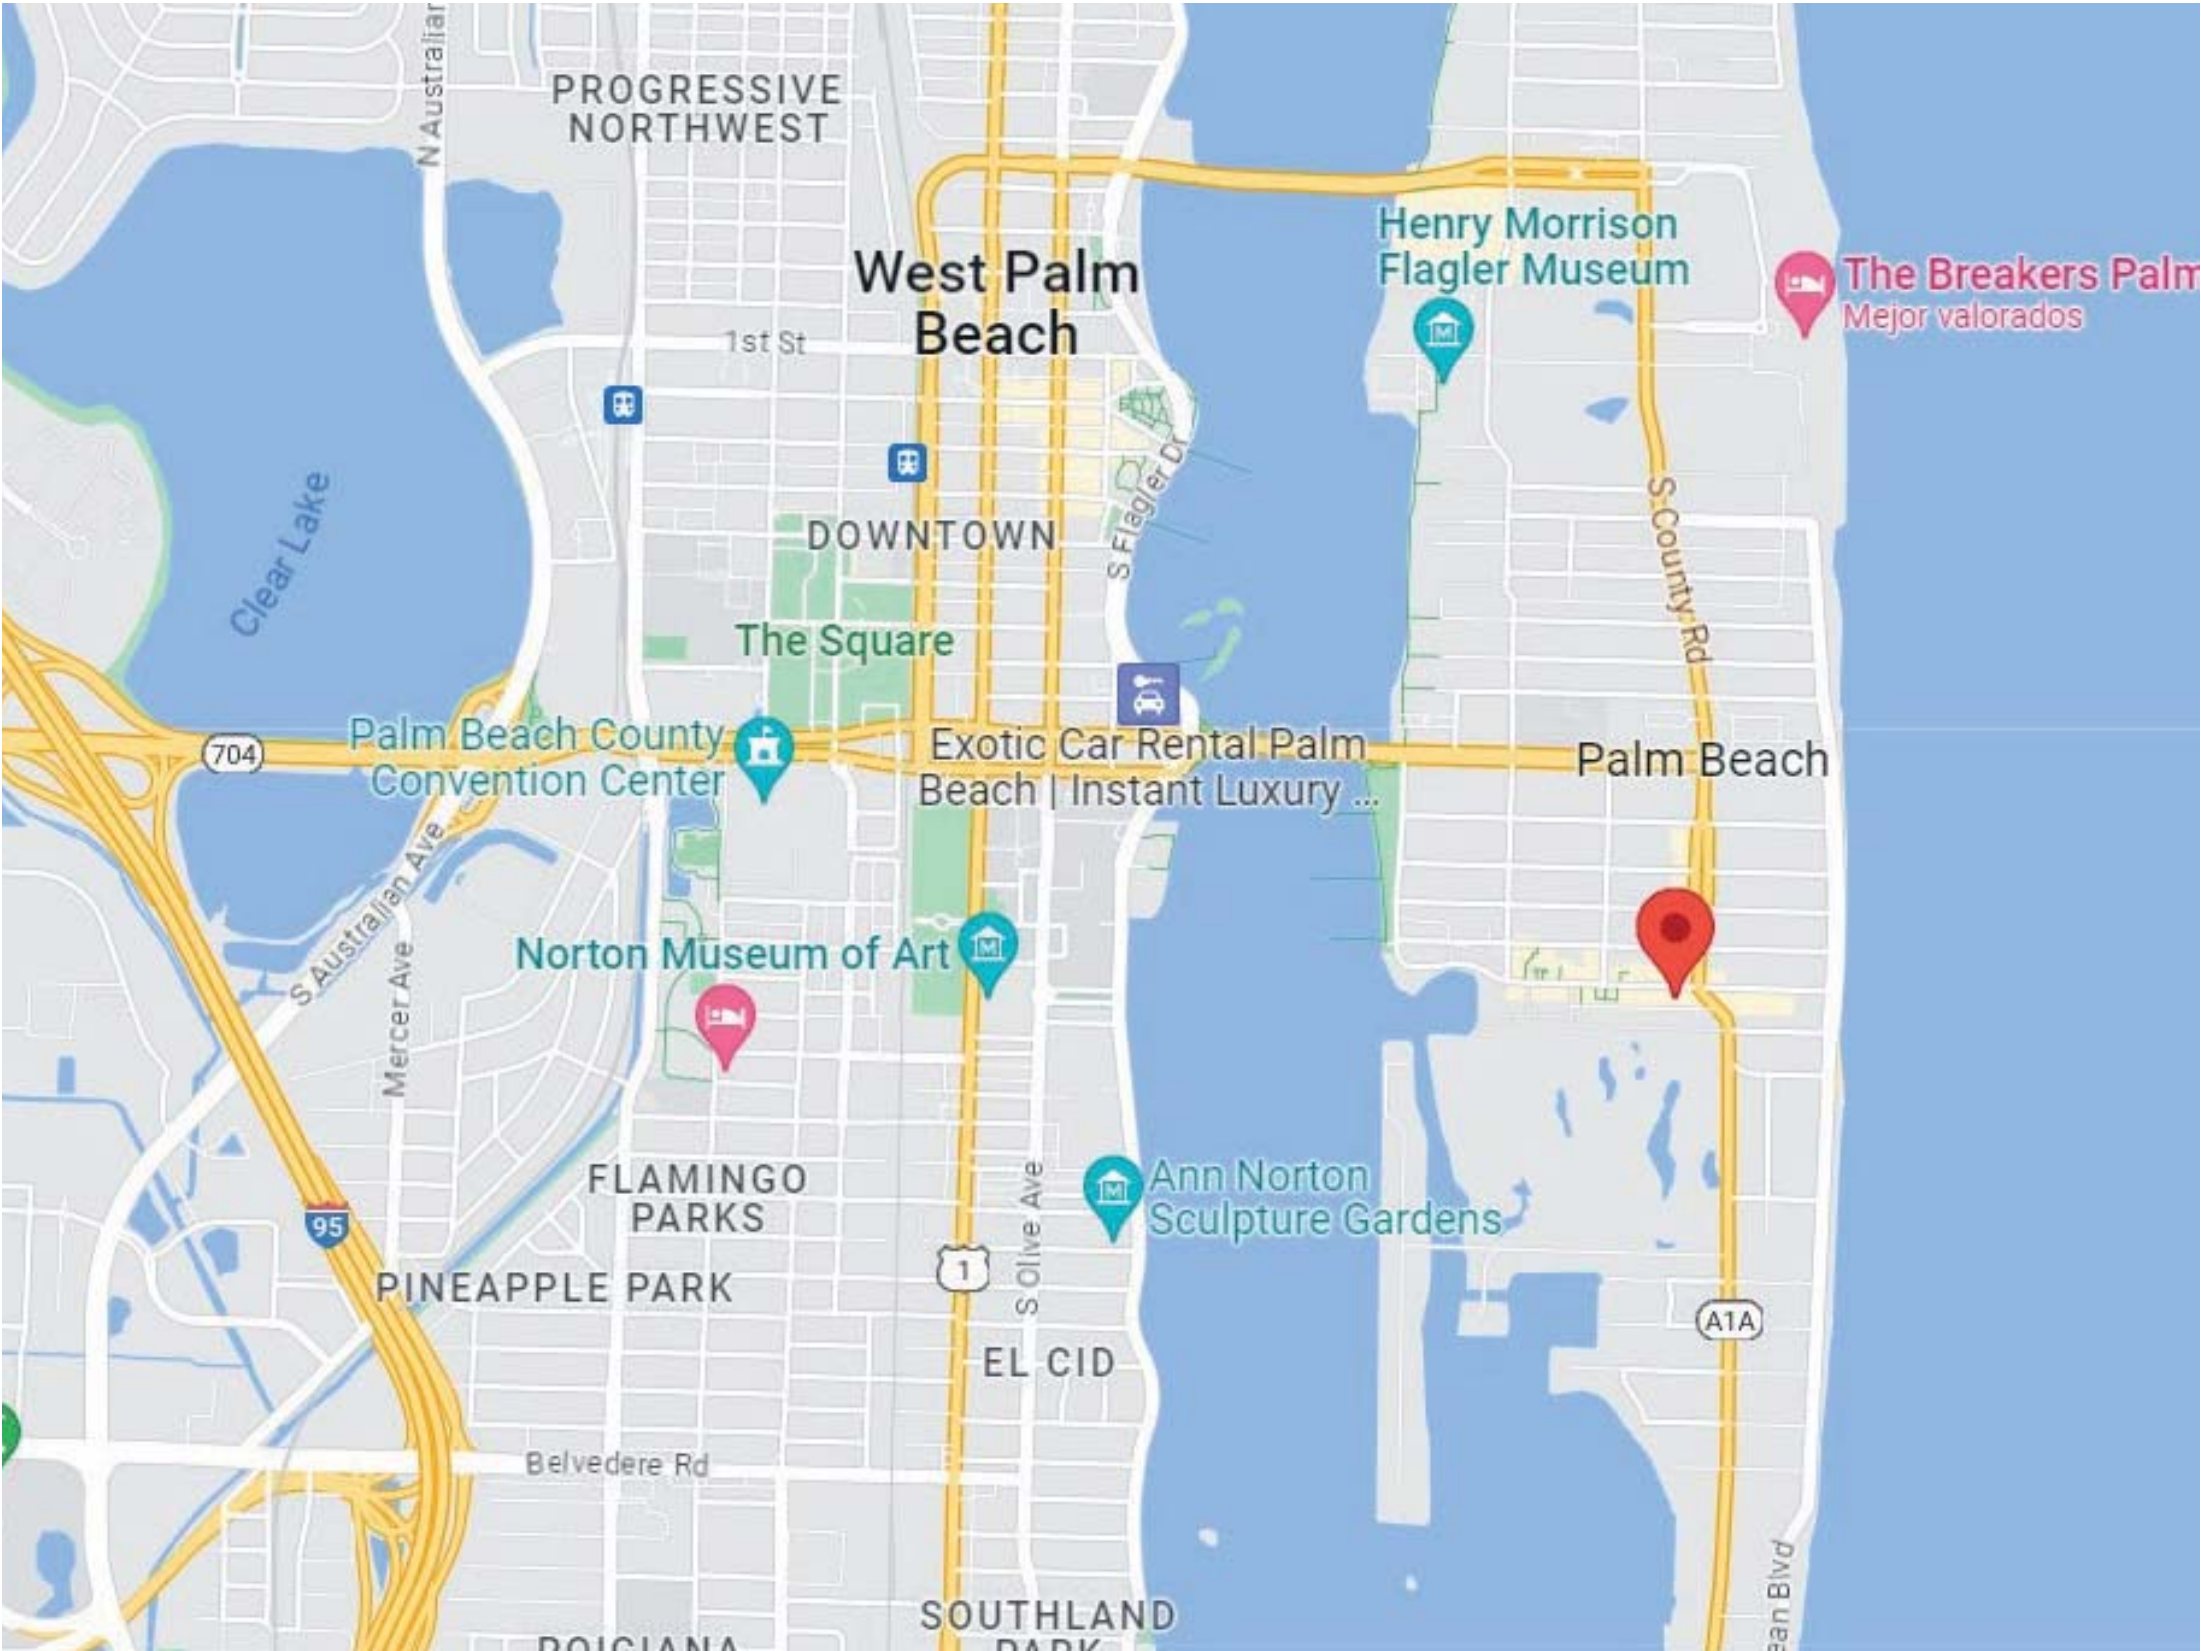 N Australian
PROGRESSIVE
NORTHWEST
West Palm
Beach
Henry Morrison
Flagler Museum
The Breakers Palm
Mejor valorados
1st St
Clear Lake
S Flagler Dr
DOWNTOWN
S County Rd
The Square
704
Palm Beach County
Convention Center
Exotic Car Rental Palm
Beach | Instant Luxury ...
Palm Beach
S Australian Ave
Mercer Ave
Norton Museum of Art
M
M
FLAMINGO
PARKS
Ann Norton
Sculpture Gardens
M
S Olive Ave
95
1
PINEAPPLE PARK
A1A
EL CID
Belvedere Rd
SOUTHLAND
PARK
ean Blvd